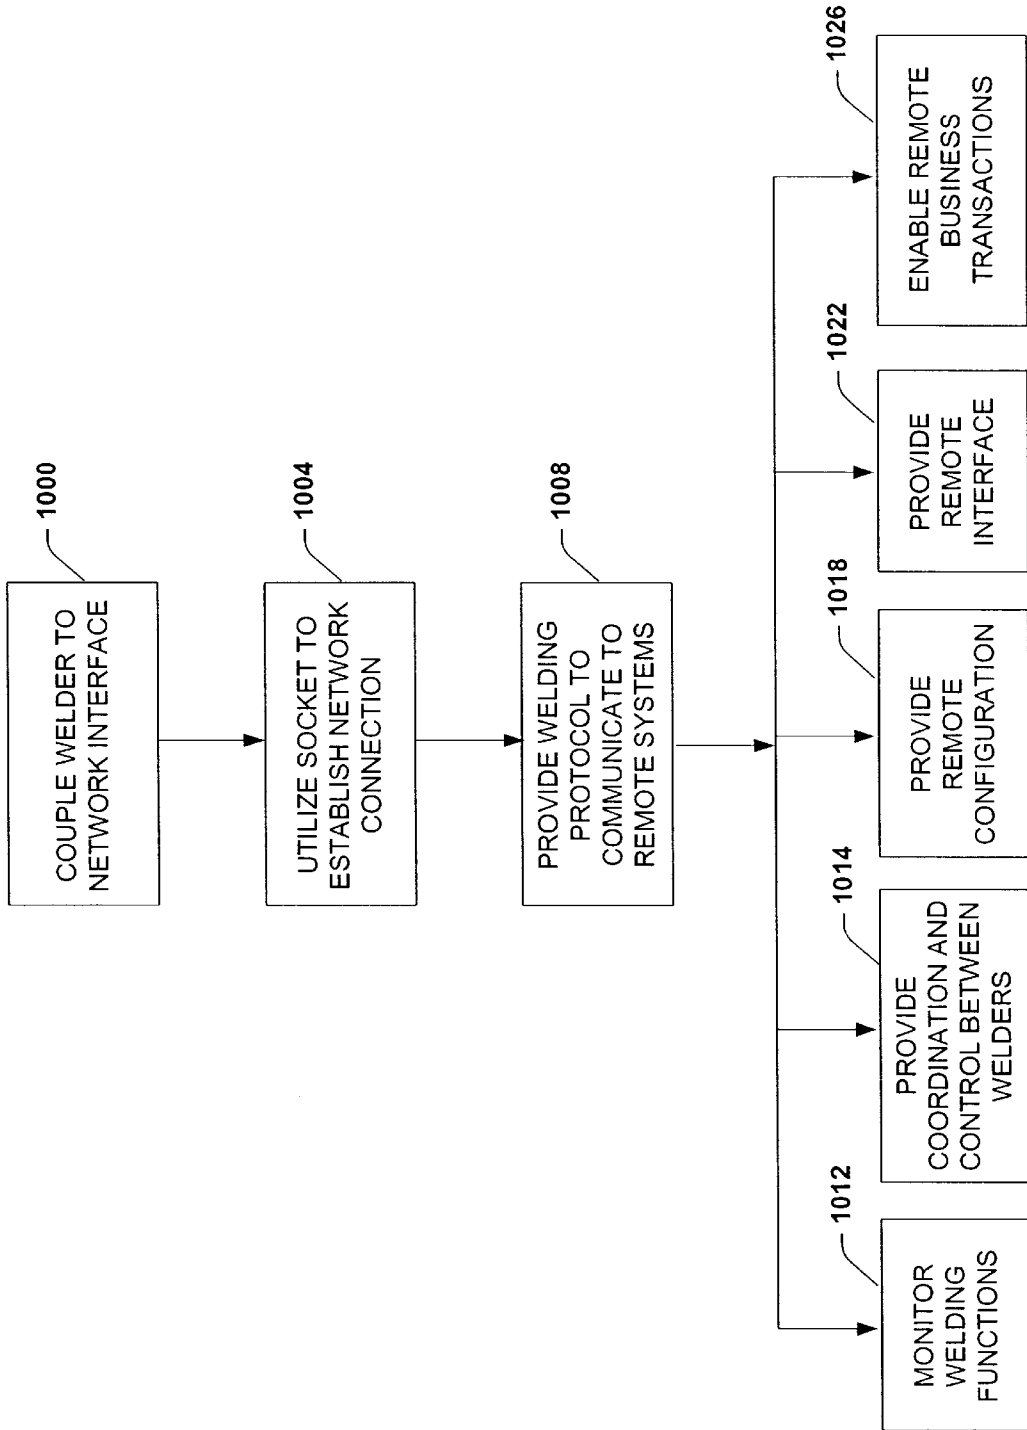 COUPLE WELDER TO
NETWORK INTERFACE
1000
UTILIZE SOCKET TO
ESTABLISH NETWORK
CONNECTION
1004
PROVIDE WELDING
PROTOCOL TO
COMMUNICATE TO
REMOTE SYSTEMS
1008
MONITOR
WELDING
FUNCTIONS
1012
PROVIDE
COORDINATION AND
CONTROL BETWEEN
WELDERS
1014
PROVIDE
REMOTE
CONFIGURATION
1018
PROVIDE
REMOTE
INTERFACE
1022
ENABLE REMOTE
BUSINESS
TRANSACTIONS
1026